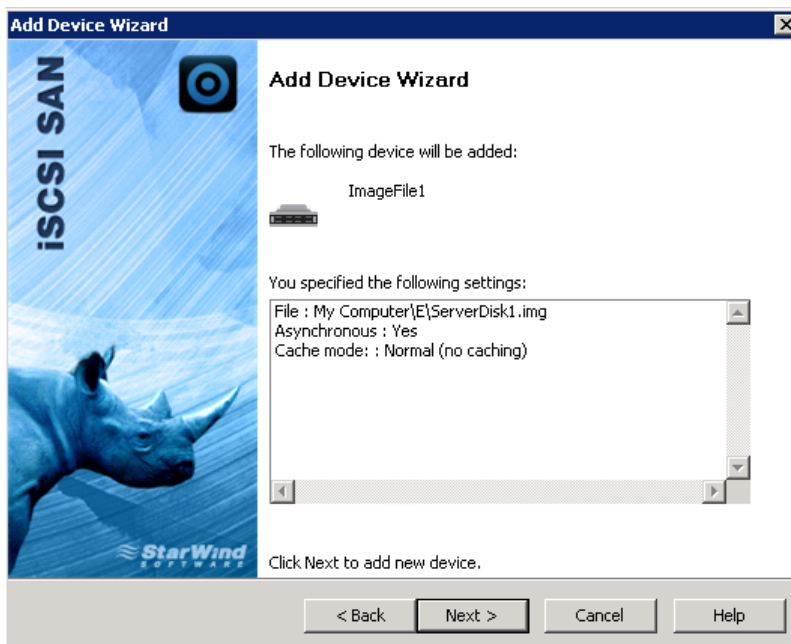 Add Device Wizard
iSCSI SAN
Add Device Wizard
The following device will be added:
ImageFile1
You specified the following settings:
File : My Computer\E\ServerDisk1.img
Asynchronous : Yes
Cache mode: : Normal (no caching)
StarWind
SOFTWARE
Click Next to add new device.
< Back
Next >
Cancel
Help